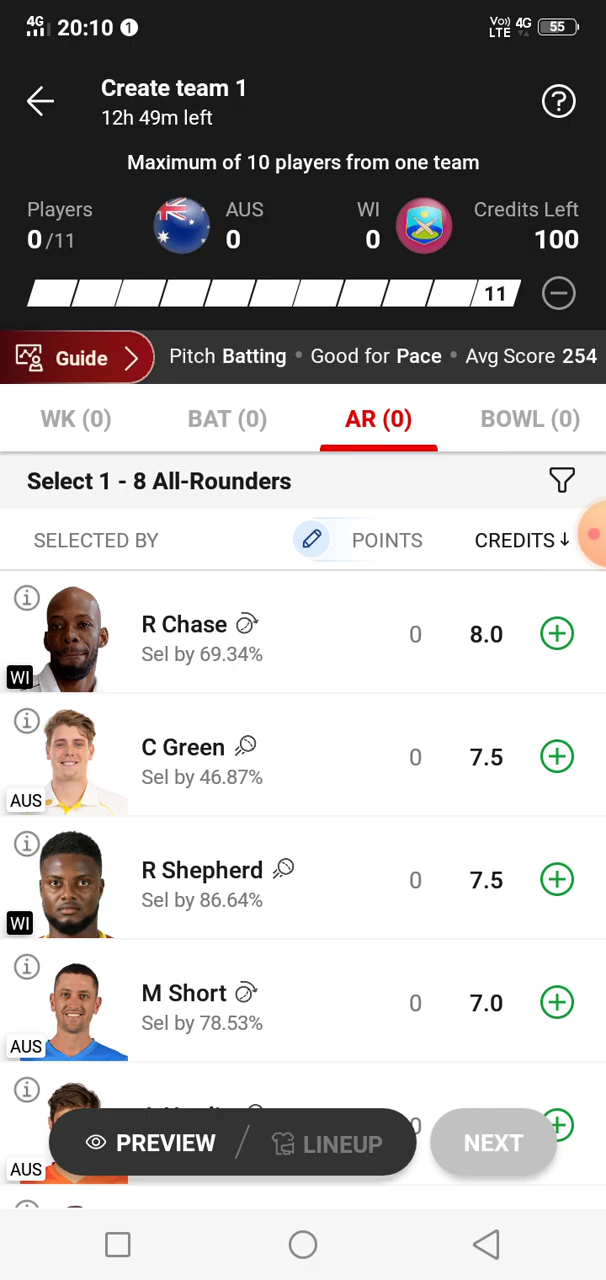 4G 20:10 1 Vo) LTE 4G 55
Create team 1
12h 49m left
Maximum of 10 players from one team
Players AUS WI Credits Left
0/11 0 0 100
11
Guide Pitch Batting • Good for Pace • Avg Score 254
WK (0) BAT (0) AR (0) BOWL (0)
Select 1 - 8 All-Rounders
SELECTED BY POINTS CREDITS ↓
R Chase 0 8.0
Sel by 69.34%
WI
C Green 0 7.5
Sel by 46.87%
AUS
R Shepherd 0 7.5
Sel by 86.64%
WI
M Short 0 7.0
Sel by 78.53%
AUS
PREVIEW / LINEUP NEXT
AUS